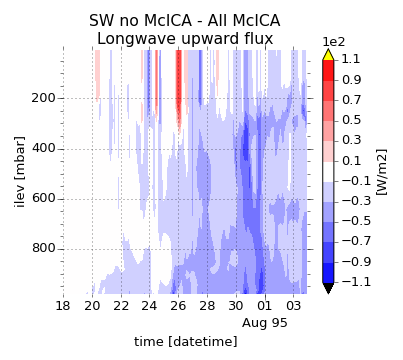 SW no McICA - All McICA
Longwave upward flux
1e2
1.1
0.9
0.7
0.5
0.3
0.1
−0.1
−0.3
−0.5
−0.7
−0.9
−1.1
[W/m2]
ilev [mbar]
200
400
600
800
18 20 22 24 26 28 30 01 03
Aug 95
time [datetime]